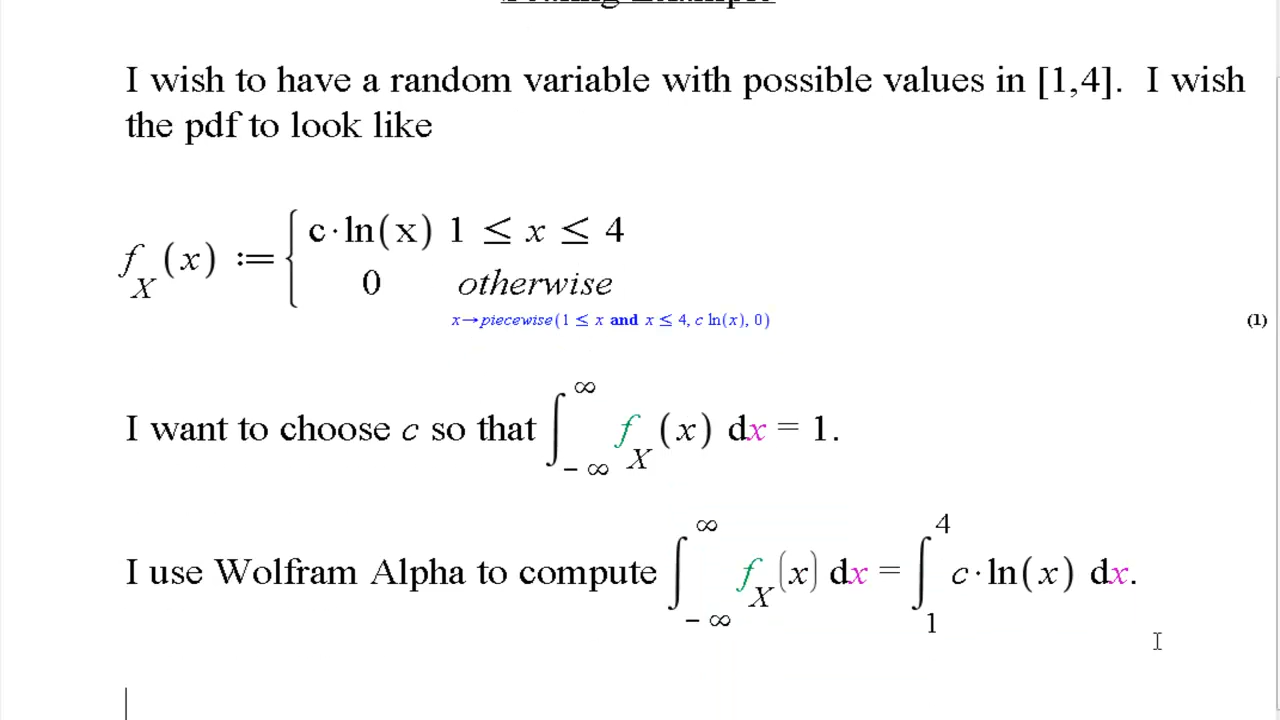 I wish to have a random variable with possible values in [1,4]. I wish
the pdf to look like
f_X(x) := { c·ln(x) 1 ≤ x ≤ 4
0 otherwise
x→piecewise(1 ≤ x and x ≤ 4, c ln(x), 0) (1)
I want to choose c so that ∫_{-∞}^{∞} f_X(x) dx = 1.
I use Wolfram Alpha to compute ∫_{-∞}^{∞} f_X(x) dx = ∫_1^4 c·ln(x) dx.